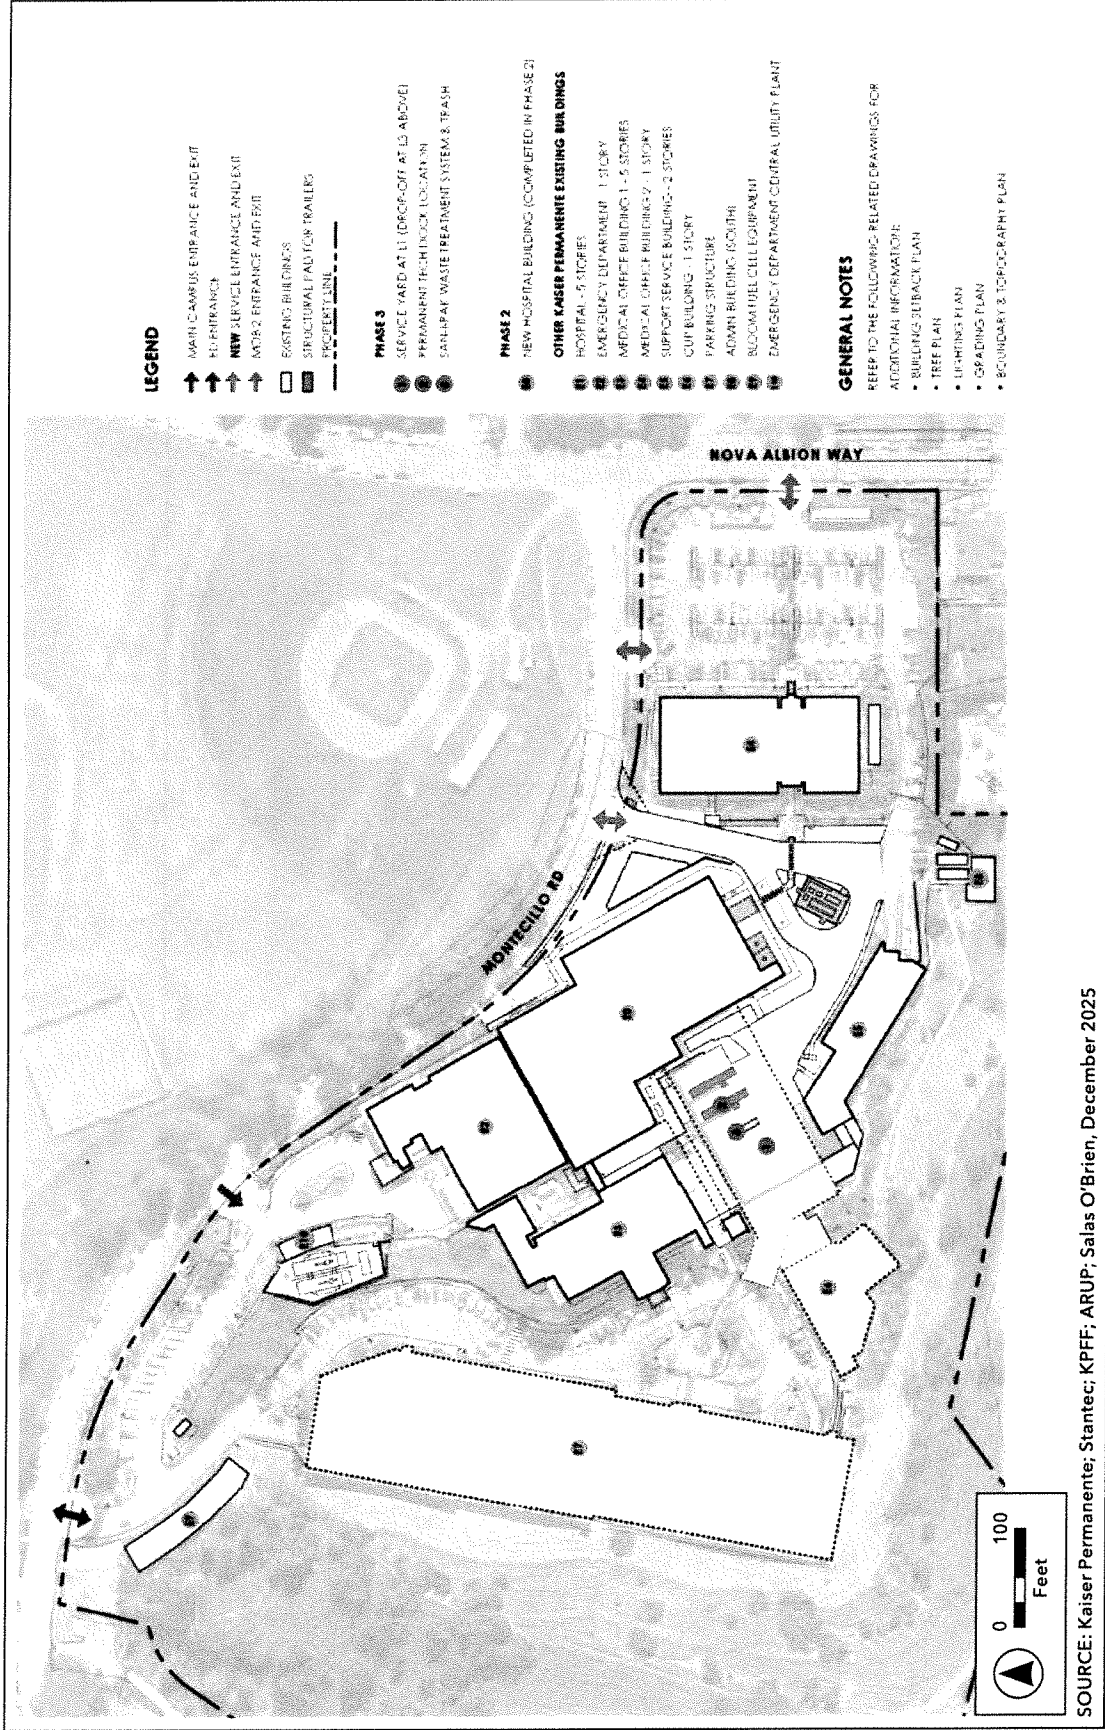 LEGEND
MAIN CAMPUS ENTRANCE AND EXIT
ED ENTRANCE
NEW SERVICE ENTRANCE AND EXIT
MOB 2 ENTRANCE AND EXIT
EXISTING BUILDINGS
STRUCTURAL PAD FOR TRAILERS
PROPERTY LINE
PHASE 3
SERVICE YARD AT L1 (DROP-OFF AT L3 ABOVE)
PERMANENT TECH DOCK LOCATION
SANI-PAK WASTE TREATMENT SYSTEM & TRASH
PHASE 2
NEW HOSPITAL BUILDING (COMPLETED IN PHASE 2)
OTHER KAISER PERMANENTE EXISTING BUILDINGS
HOSPITAL - 5 STORIES
EMERGENCY DEPARTMENT - 1 STORY
MEDICAL OFFICE BUILDING 1 - 5 STORIES
MEDICAL OFFICE BUILDING 2 - 1 STORY
SUPPORT SERVICE BUILDING - 2 STORIES
CUP BUILDING - 1 STORY
PARKING STRUCTURE
ADMIN BUILDING (SOUTH)
BLOOM FUEL CELL EQUIPMENT
EMERGENCY DEPARTMENT CENTRAL UTILITY PLANT
GENERAL NOTES
REFER TO THE FOLLOWING RELATED DRAWINGS FOR
ADDITIONAL INFORMATION:
• BUILDING SETBACK PLAN
• TREE PLAN
• LIGHTING PLAN
• GRADING PLAN
• BOUNDARY & TOPOGRAPHY PLAN
NOVA ALBION WAY
MONTECILLO RD
0 100
Feet
SOURCE: Kaiser Permanente; Stantec; KPFF; ARUP; Salas O'Brien, December 2025